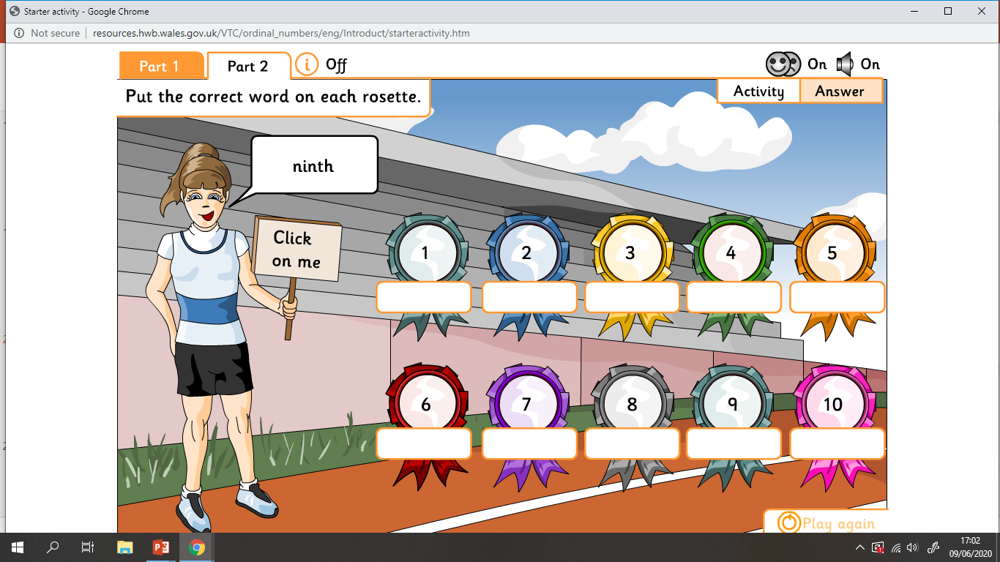 Starter activity - Google Chrome
Not secure resources.hwb.wales.gov.uk/VTC/ordinal_numbers/eng/Introduct/starteractivity.htm
Part 1 Part 2 i Off On On
Put the correct word on each rosette.
Activity Answer
ninth
Click
on me
1 2 3 4 5
6 7 8 9 10
Play again
17:02
09/06/2020